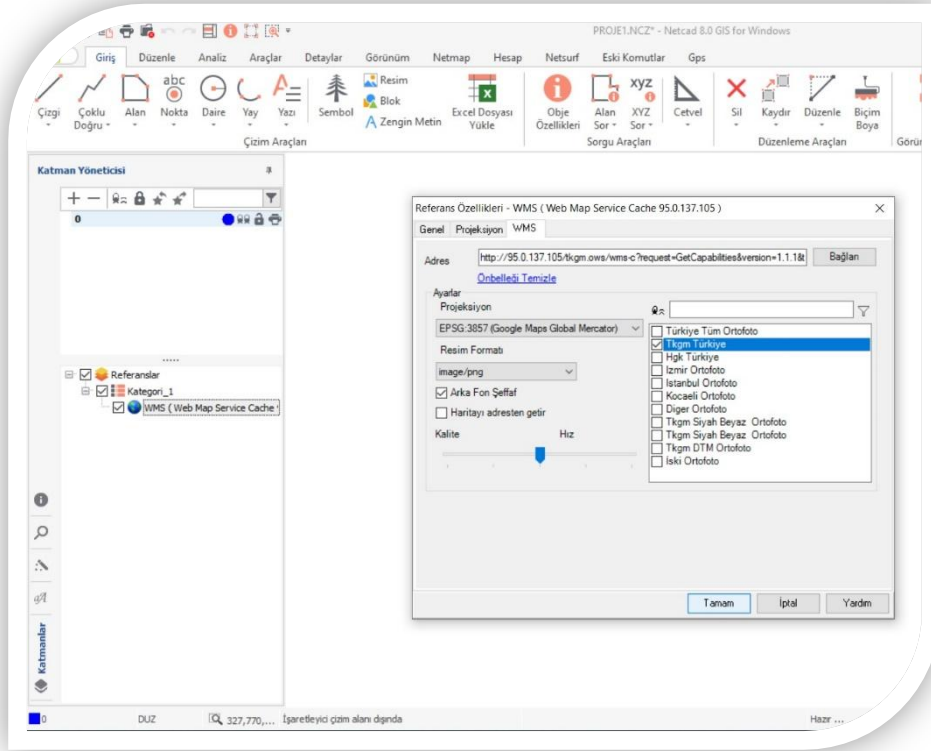 PROJE1.NCZ* - Netcad 8.0 GIS for Windows
Giriş Düzenle Analiz Araçlar Detaylar Görünüm Netmap Hesap Netsurf Eski Komutlar Gps
Çizgi Çoklu Doğru Alan Nokta Daire Yay Yazı Sembol
abc
Resim
Blok
Zengin Metin
Excel Dosyası Yükle
Obje Özellikleri Alan Sor XYZ Sor Cetvel
xyz
Sil Kaydır Düzenle Biçim Boya
Çizim Araçları Sorgu Araçları Düzenleme Araçları
Katman Yöneticisi
0
Referanslar
Kategori_1
WMS ( Web Map Service Cache
Katmanlar
Referans Özellikleri - WMS ( Web Map Service Cache 95.0.137.105 )
Genel Projeksiyon WMS
Adres http://95.0.137.105/tkgm.ows/wms-c?request=GetCapabilities&version=1.1.1& Bağlan
Önbelleği Temizle
Ayarlar
Projeksiyon
EPSG:3857 (Google Maps Global Mercator)
Resim Formatı
image/png
Arka Fon Şeffaf
Haritayı adresten getir
Kalite Hız
Türkiye Tüm Ortofoto
Tkgm Türkiye
Hgk Türkiye
Izmir Ortofoto
Istanbul Ortofoto
Kocaeli Ortofoto
Diger Ortofoto
Tkgm Siyah Beyaz Ortofoto
Tkgm Siyah Beyaz Ortofoto
Tkgm DTM Ortofoto
İski Ortofoto
Tamam İptal Yardım
0 DUZ 327,770,... İşaretleyici çizim alanı dışında Hazır ...